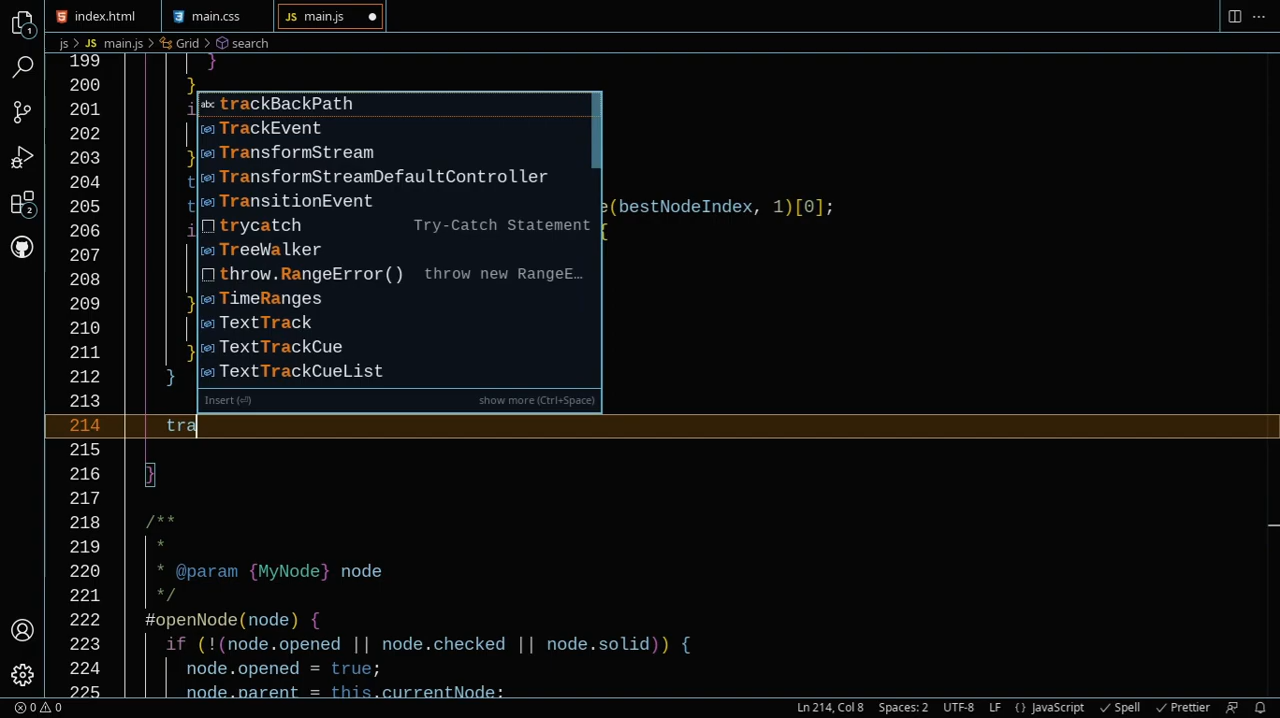 1
index.html
main.css
JS main.js
js > JS main.js > Grid > search
199 }
200 }
201 i
202
203 }
204 t
205 t e(bestNodeIndex, 1)[0];
206 i {
207
208
209 }
210
211 }
212 }
213
214 tra
215
216 }
217
218 /**
219 *
220 * @param {MyNode} node
221 */
222 #openNode(node) {
223 if (!(node.opened || node.checked || node.solid)) {
224 node.opened = true;
225 node.parent = this.currentNode;
abc trackBackPath
TrackEvent
TransformStream
TransformStreamDefaultController
TransitionEvent
trycatch Try-Catch Statement
TreeWalker
throw.RangeError() throw new RangeE…
TimeRanges
TextTrack
TextTrackCue
TextTrackCueList
Insert (⏎) show more (Ctrl+Space)
2
0 0 Ln 214, Col 8 Spaces: 2 UTF-8 LF {} JavaScript ✓ Spell ✓ Prettier